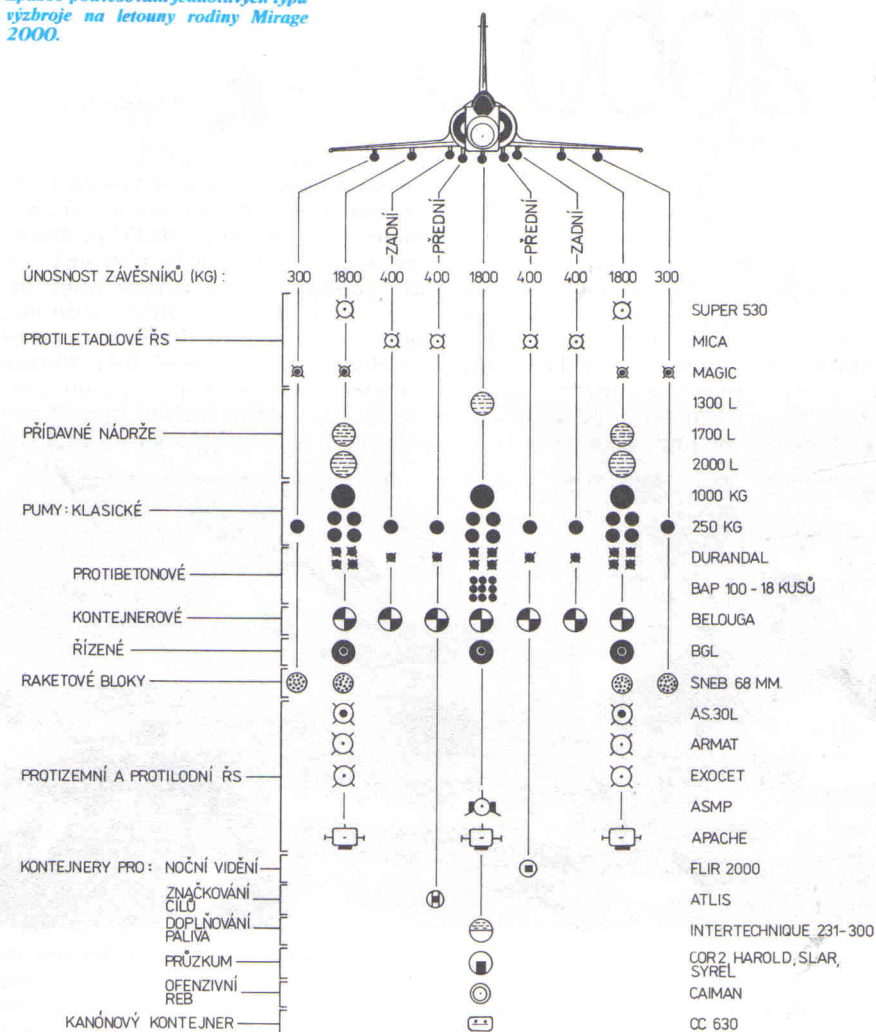 Způsob podvěšování jednotlivých typů
výzbroje na letouny rodiny Mirage
2000.
ZADNÍ
PŘEDNÍ
PŘEDNÍ
ZADNÍ
ÚNOSNOST ZÁVĚSNÍKŮ (KG) : 300 1800 400 400 1800 400 400 1800 300
SUPER 530
PROTILETADLOVÉ ŘS MICA
MAGIC
1300 L
PŘÍDAVNÉ NÁDRŽE 1700 L
2000 L
1000 KG
PUMY : KLASICKÉ
250 KG
DURANDAL
PROTIBETONOVÉ
BAP 100 - 18 KUSŮ
KONTEJNEROVÉ BELOUGA
ŘÍZENÉ BGL
RAKETOVÉ BLOKY SNEB 68 MM.
AS.30L
ARMAT
PROTIZEMNÍ A PROTILODNÍ ŘS EXOCET
ASMP
APACHE
KONTEJNERY PRO : NOČNÍ VIDĚNÍ FLIR 2000
ZNAČKOVÁNÍ
CÍLŮ ATLIS
DOPLŇOVÁNÍ
PALIVA INTERTECHNIQUE 231-300
PRŮZKUM COR2, HAROLD, SLAR,
SYREL
OFENZIVNÍ
REB CAIMAN
KANÓNOVÝ KONTEJNER CC 630